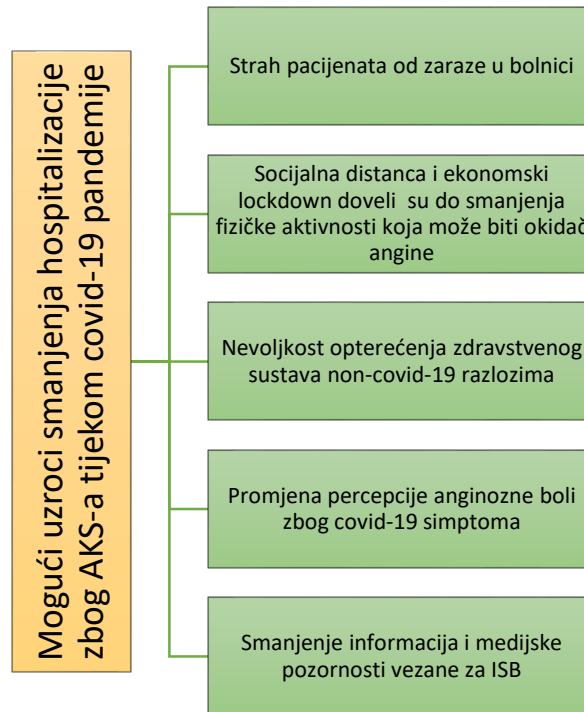 Mogući uzroci smanjenja hospitalizacije
zbog AKS-a tijekom covid-19 pandemije
Strah pacijenata od zaraze u bolnici
Socijalna distanca i ekonomski
lockdown doveli su do smanjenja
fizičke aktivnosti koja može biti okidač
angine
Nevoljkost opterećenja zdravstvenog
sustava non-covid-19 razlozima
Promjena percepcije anginozne boli
zbog covid-19 simptoma
Smanjenje informacija i medijske
pozornosti vezane za ISB